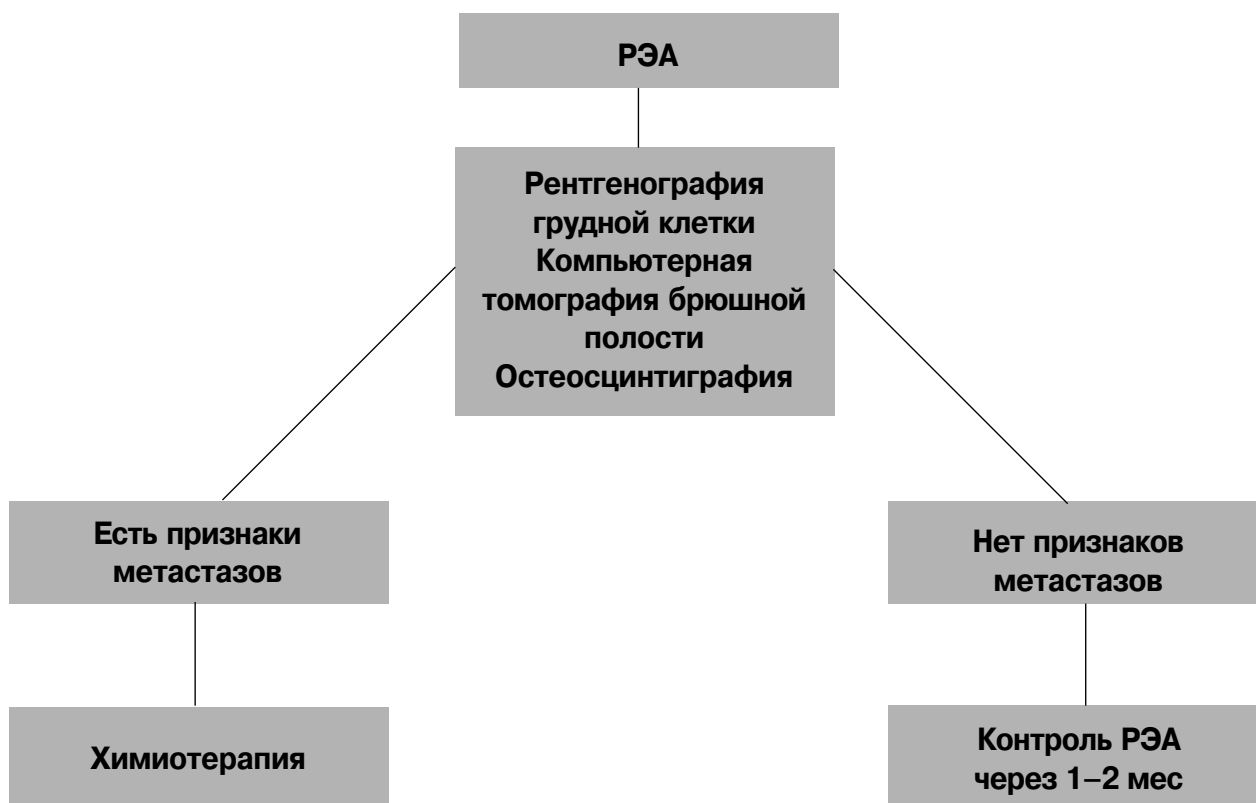 РЭА
Рентгенография
грудной клетки
Компьютерная
томография брюшной
полости
Остеосцинтиграфия
Есть признаки
метастазов
Нет признаков
метастазов
Химиотерапия
Контроль РЭА
через 1–2 мес